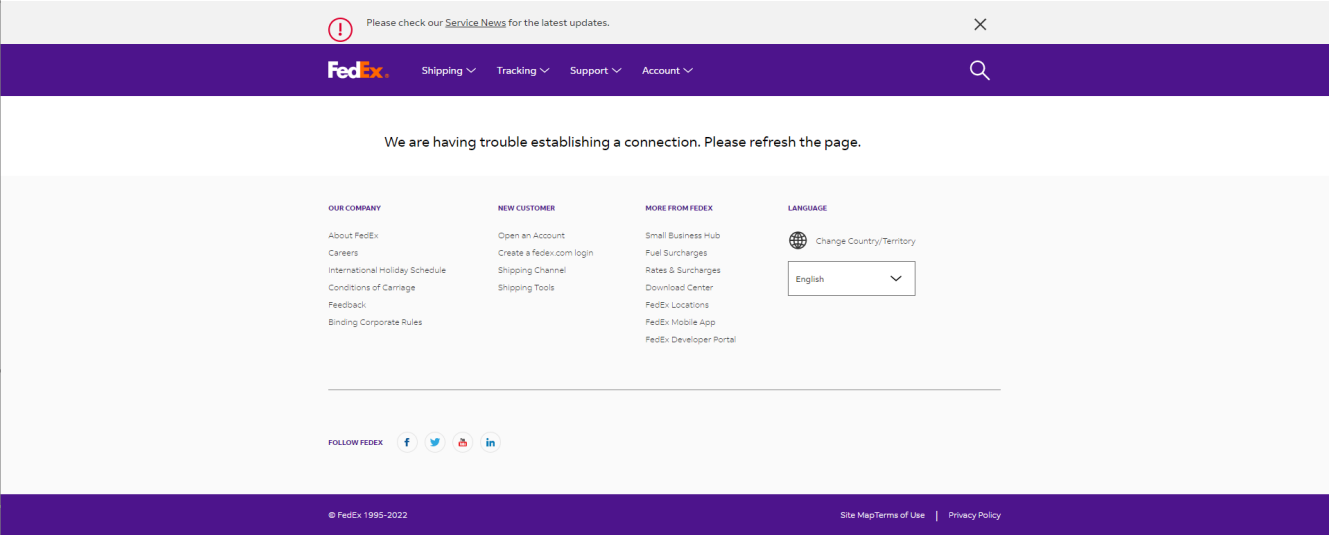 Please check our Service News for the latest updates.
FedEx®
Shipping
Tracking
Support
Account
We are having trouble establishing a connection. Please refresh the page.
OUR COMPANY
About FedEx
Careers
International Holiday Schedule
Conditions of Carriage
Feedback
Binding Corporate Rules
NEW CUSTOMER
Open an Account
Create a fedex.com login
Shipping Channel
Shipping Tools
MORE FROM FEDEX
Small Business Hub
Fuel Surcharges
Rates & Surcharges
Download Center
FedEx Locations
FedEx Mobile App
FedEx Developer Portal
LANGUAGE
Change Country/Territory
English
FOLLOW FEDEX
© FedEx 1995-2022
Site MapTerms of Use | Privacy Policy